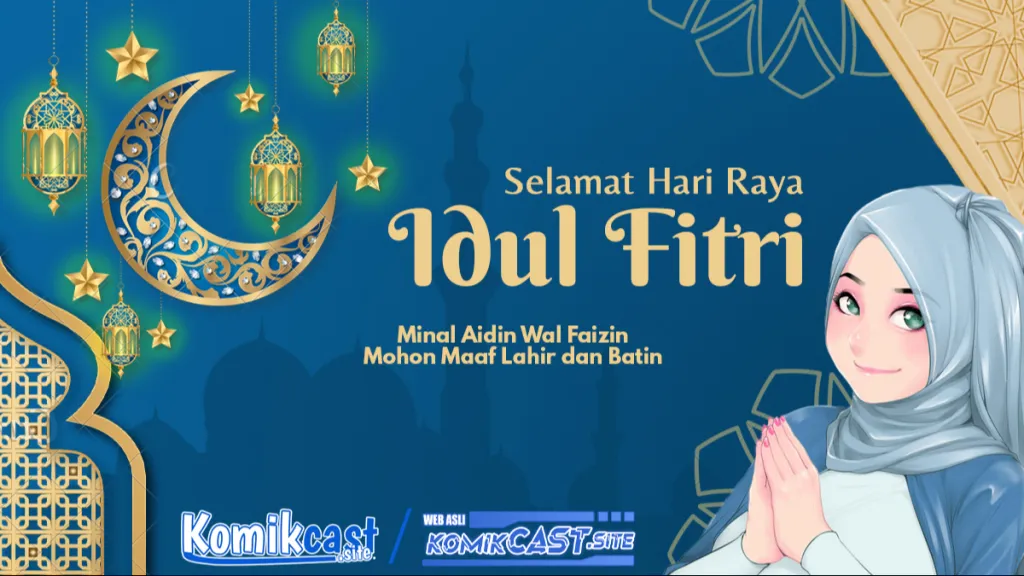 Selamat Hari Raya
Idul Fitri
Minal Aidin Wal Faizin
Mohon Maaf Lahir dan Batin
Komikcast
.site
/
WEB ASLI
KOMIKCAST.SITE